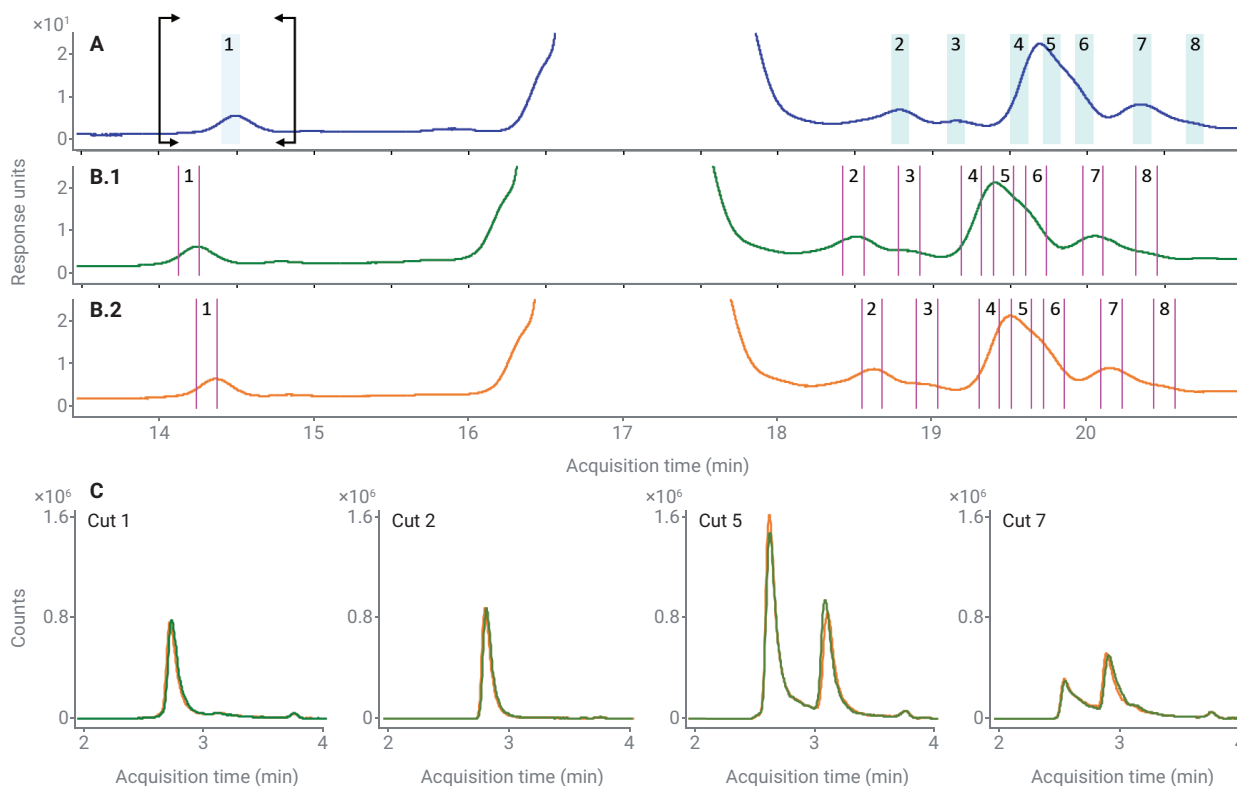 ×10¹
A
1 2 3 4 5 6 7 8
2
1
0
B.1
1 2 3 4 5 6 7 8
2
1
0
Response units
B.2
1 2 3 4 5 6 7 8
2
1
0
14 15 16 17 18 19 20
Acquisition time (min)
C
×10⁶ ×10⁶ ×10⁶ ×10⁶
Cut 1 Cut 2 Cut 5 Cut 7
1.6 1.6 1.6 1.6
Counts
0.8 0.8 0.8 0.8
0 0 0 0
2 3 4 2 3 4 2 3 4 2 3 4
Acquisition time (min) Acquisition time (min) Acquisition time (min) Acquisition time (min)